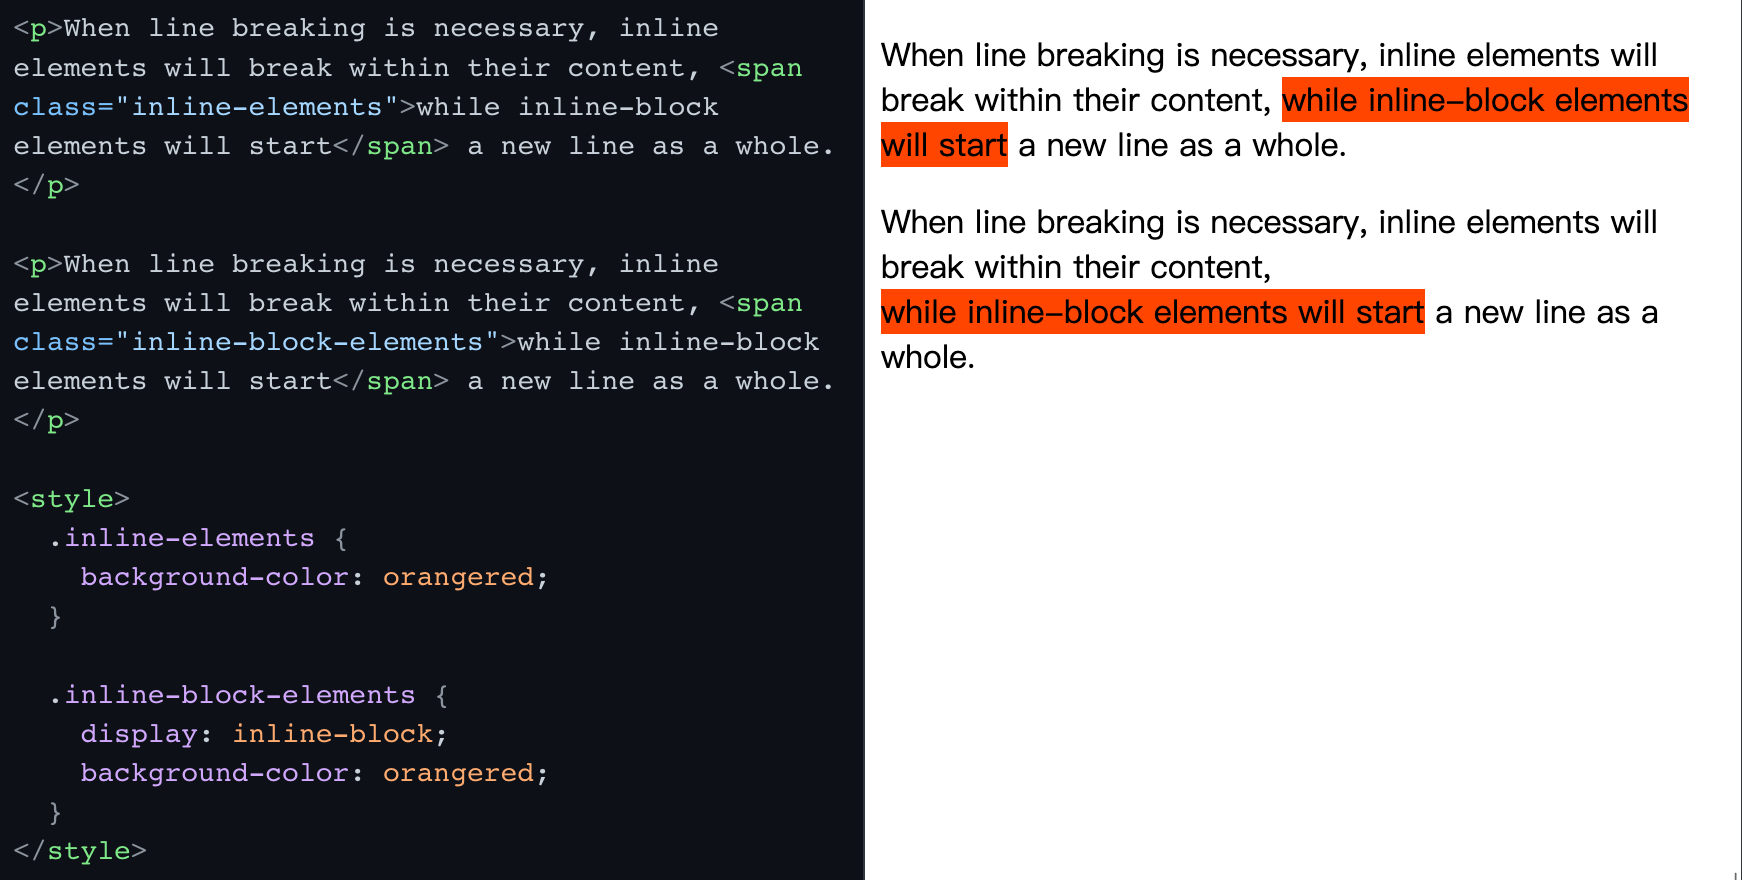 <p>When line breaking is necessary, inline
elements will break within their content, <span
class="inline-elements">while inline-block
elements will start</span> a new line as a whole.
</p>
<p>When line breaking is necessary, inline
elements will break within their content, <span
class="inline-block-elements">while inline-block
elements will start</span> a new line as a whole.
</p>
<style>
.inline-elements {
background-color: orangered;
}
.inline-block-elements {
display: inline-block;
background-color: orangered;
}
</style>
When line breaking is necessary, inline elements will
break within their content, while inline-block elements
will start a new line as a whole.
When line breaking is necessary, inline elements will
break within their content,
while inline-block elements will start a new line as a
whole.